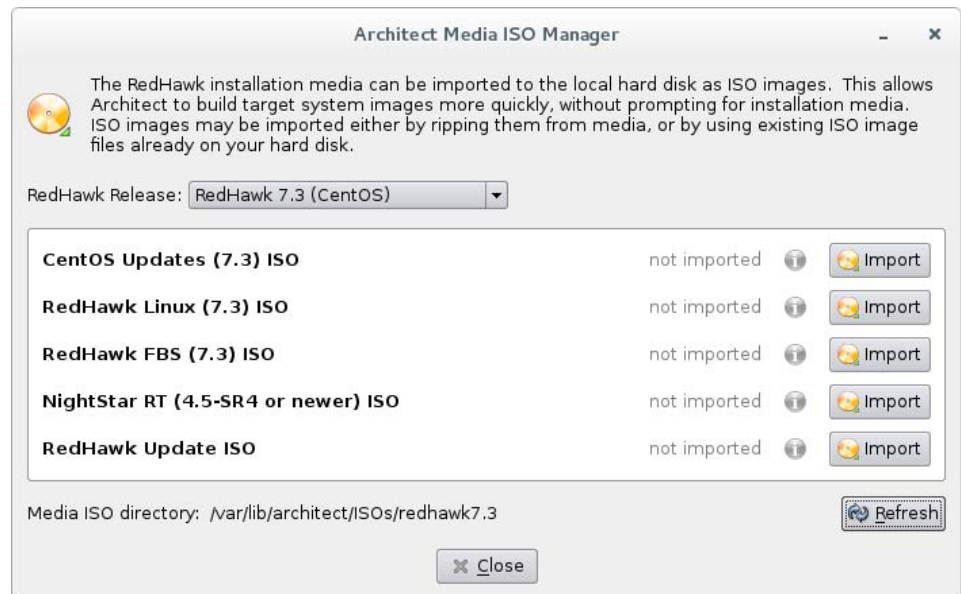 Architect Media ISO Manager
The RedHawk installation media can be imported to the local hard disk as ISO images.  This allows
Architect to build target system images more quickly, without prompting for installation media.
ISO images may be imported either by ripping them from media, or by using existing ISO image
files already on your hard disk.
RedHawk Release: RedHawk 7.3 (CentOS)
CentOS Updates (7.3) ISO not imported Import
RedHawk Linux (7.3) ISO not imported Import
RedHawk FBS (7.3) ISO not imported Import
NightStar RT (4.5-SR4 or newer) ISO not imported Import
RedHawk Update ISO not imported Import
Media ISO directory: /var/lib/architect/ISOs/redhawk7.3 Refresh
Close